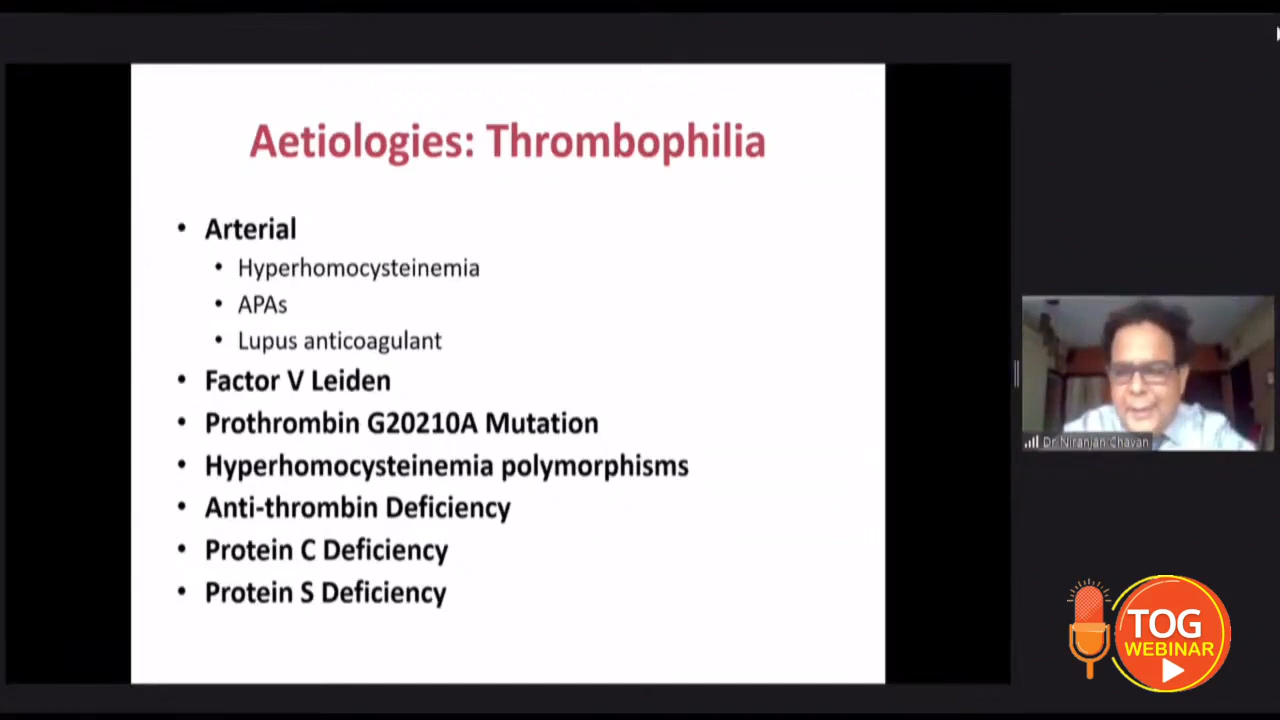 Aetiologies: Thrombophilia
• Arterial
• Hyperhomocysteinemia
• APAs
• Lupus anticoagulant
• Factor V Leiden
• Prothrombin G20210A Mutation
• Hyperhomocysteinemia polymorphisms
• Anti-thrombin Deficiency
• Protein C Deficiency
• Protein S Deficiency
Dr Niranjan Chavan
TOG
WEBINAR